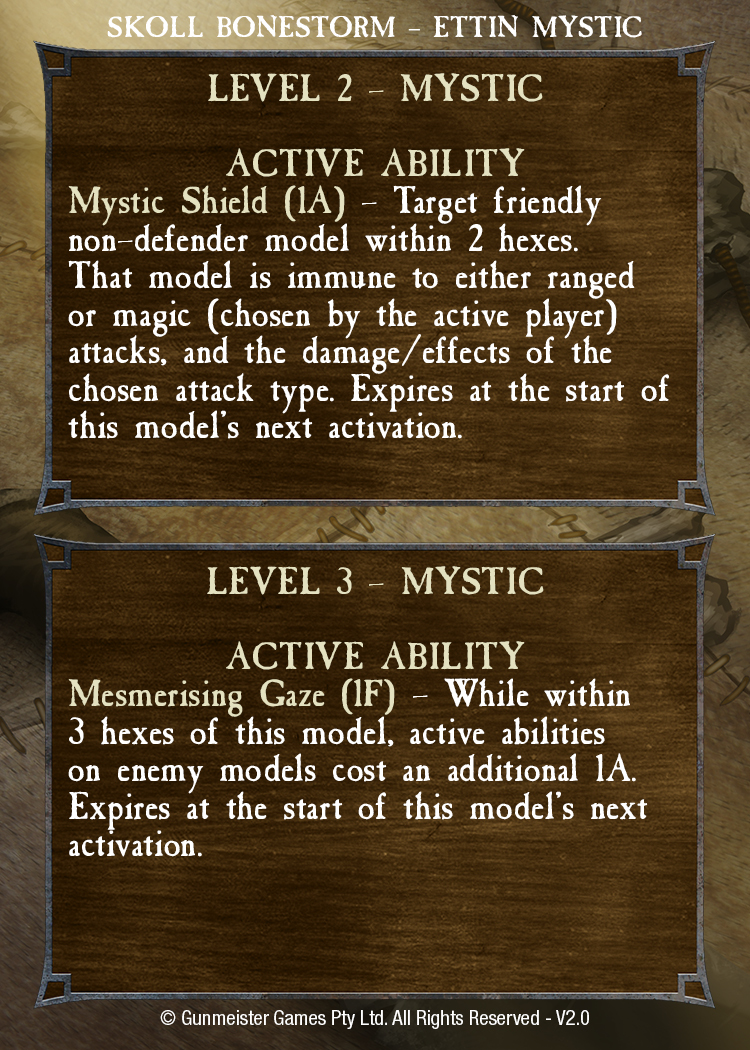 SKOLL BONESTORM - ETTIN MYSTIC
LEVEL 2 - MYSTIC
ACTIVE ABILITY
Mystic Shield (1A) - Target friendly
non-defender model within 2 hexes.
That model is immune to either ranged
or magic (chosen by the active player)
attacks, and the damage/effects of the
chosen attack type. Expires at the start of
this model's next activation.
LEVEL 3 - MYSTIC
ACTIVE ABILITY
Mesmerising Gaze (1F) - While within
3 hexes of this model, active abilities
on enemy models cost an additional 1A.
Expires at the start of this model's next
activation.
© Gunmeister Games Pty Ltd. All Rights Reserved - V2.0